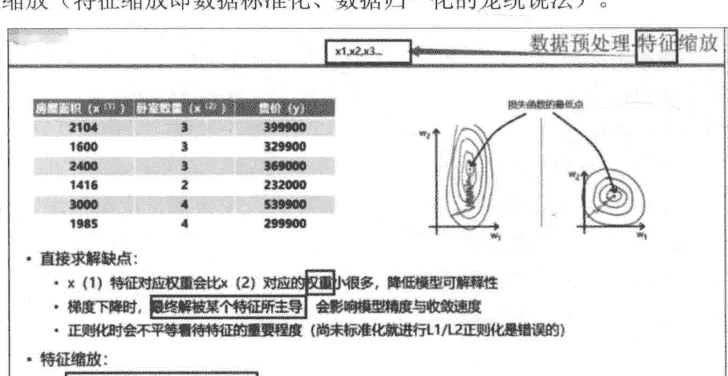 缩放（特征缩放即数据标准化、数据归一化的笼统说法）。
x1,x2,x3...
数据预处理-特征缩放
房屋面积（x⁽¹⁾） 卧室数量（x⁽²⁾） 售价（y）
2104 3 399900
1600 3 329900
2400 3 369000
1416 2 232000
3000 4 539900
1985 4 299900
损失函数的最低点
w₂
w₁
w₂
w₁
• 直接求解缺点：
• x（1）特征对应权重会比x（2）对应的权重小很多，降低模型可解释性
• 梯度下降时，最终解被某个特征所主导 会影响模型精度与收敛速度
• 正则化时会不平等看待特征的重要程度（尚未标准化就进行L1/L2正则化是错误的）
• 特征缩放：